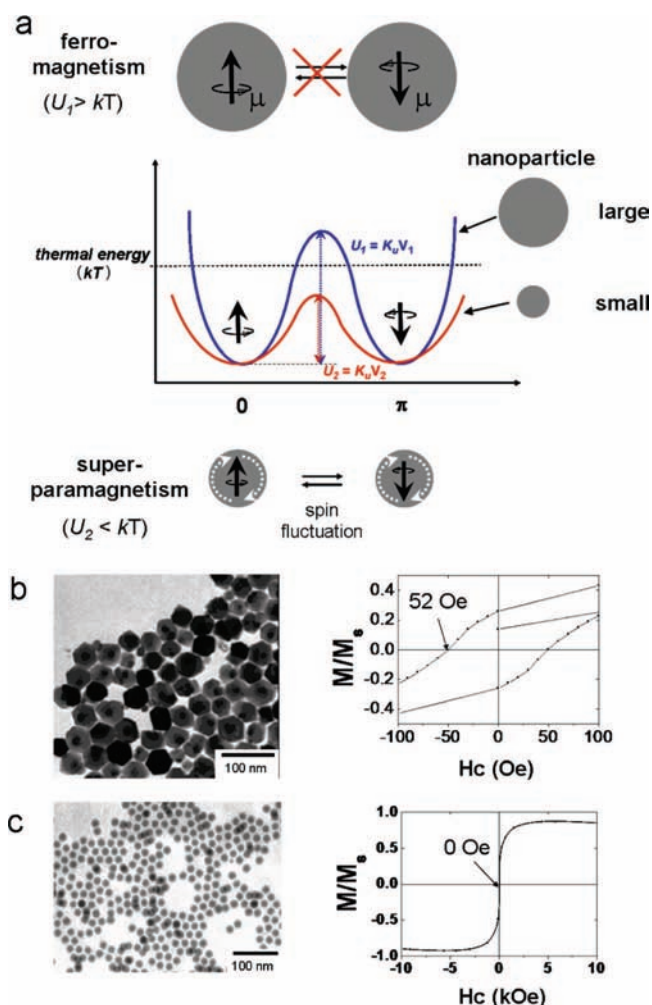 a
ferro-
magnetism
(U₁> kT)
μ
μ
nanoparticle
large
small
thermal energy
(kT)
U₁ = KᵤV₁
U₂ = KᵤV₂
0
π
super-
paramagnetism
(U₂ < kT)
spin
fluctuation
b
100 nm
52 Oe
M/Mₛ
0.4
0.2
0.0
-0.2
-0.4
-100
-50
0
50
100
Hc (Oe)
c
100 nm
0 Oe
M/Mₛ
1.0
0.5
0.0
-0.5
-1.0
-10
-5
0
5
10
Hc (kOe)